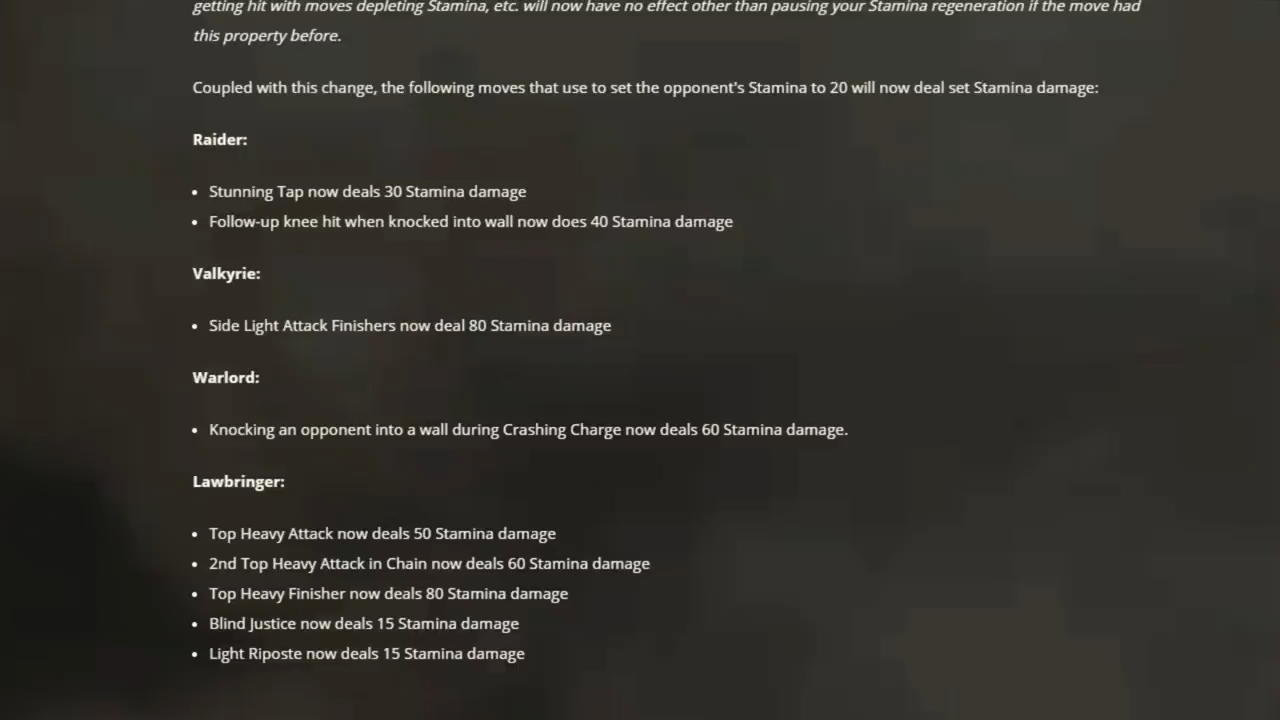 getting hit with moves depleting Stamina, etc. will now have no effect other than pausing your Stamina regeneration if the move had
this property before.
Coupled with this change, the following moves that use to set the opponent's Stamina to 20 will now deal set Stamina damage:
Raider:
• Stunning Tap now deals 30 Stamina damage
• Follow-up knee hit when knocked into wall now does 40 Stamina damage
Valkyrie:
• Side Light Attack Finishers now deal 80 Stamina damage
Warlord:
• Knocking an opponent into a wall during Crashing Charge now deals 60 Stamina damage.
Lawbringer:
• Top Heavy Attack now deals 50 Stamina damage
• 2nd Top Heavy Attack in Chain now deals 60 Stamina damage
• Top Heavy Finisher now deals 80 Stamina damage
• Blind Justice now deals 15 Stamina damage
• Light Riposte now deals 15 Stamina damage